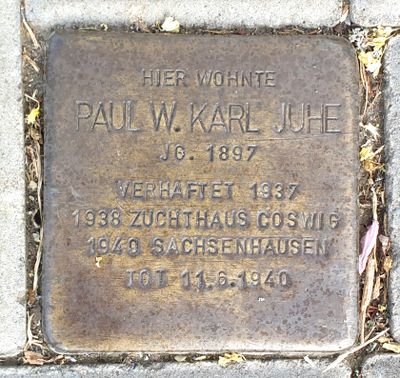 HIER WOHNTE
PAUL W. KARL JUHE
JG. 1897
VERHAFTET 1937
1938 ZUCHTHAUS COSWIG
1940 SACHSENHAUSEN
TOT 11.6.1940